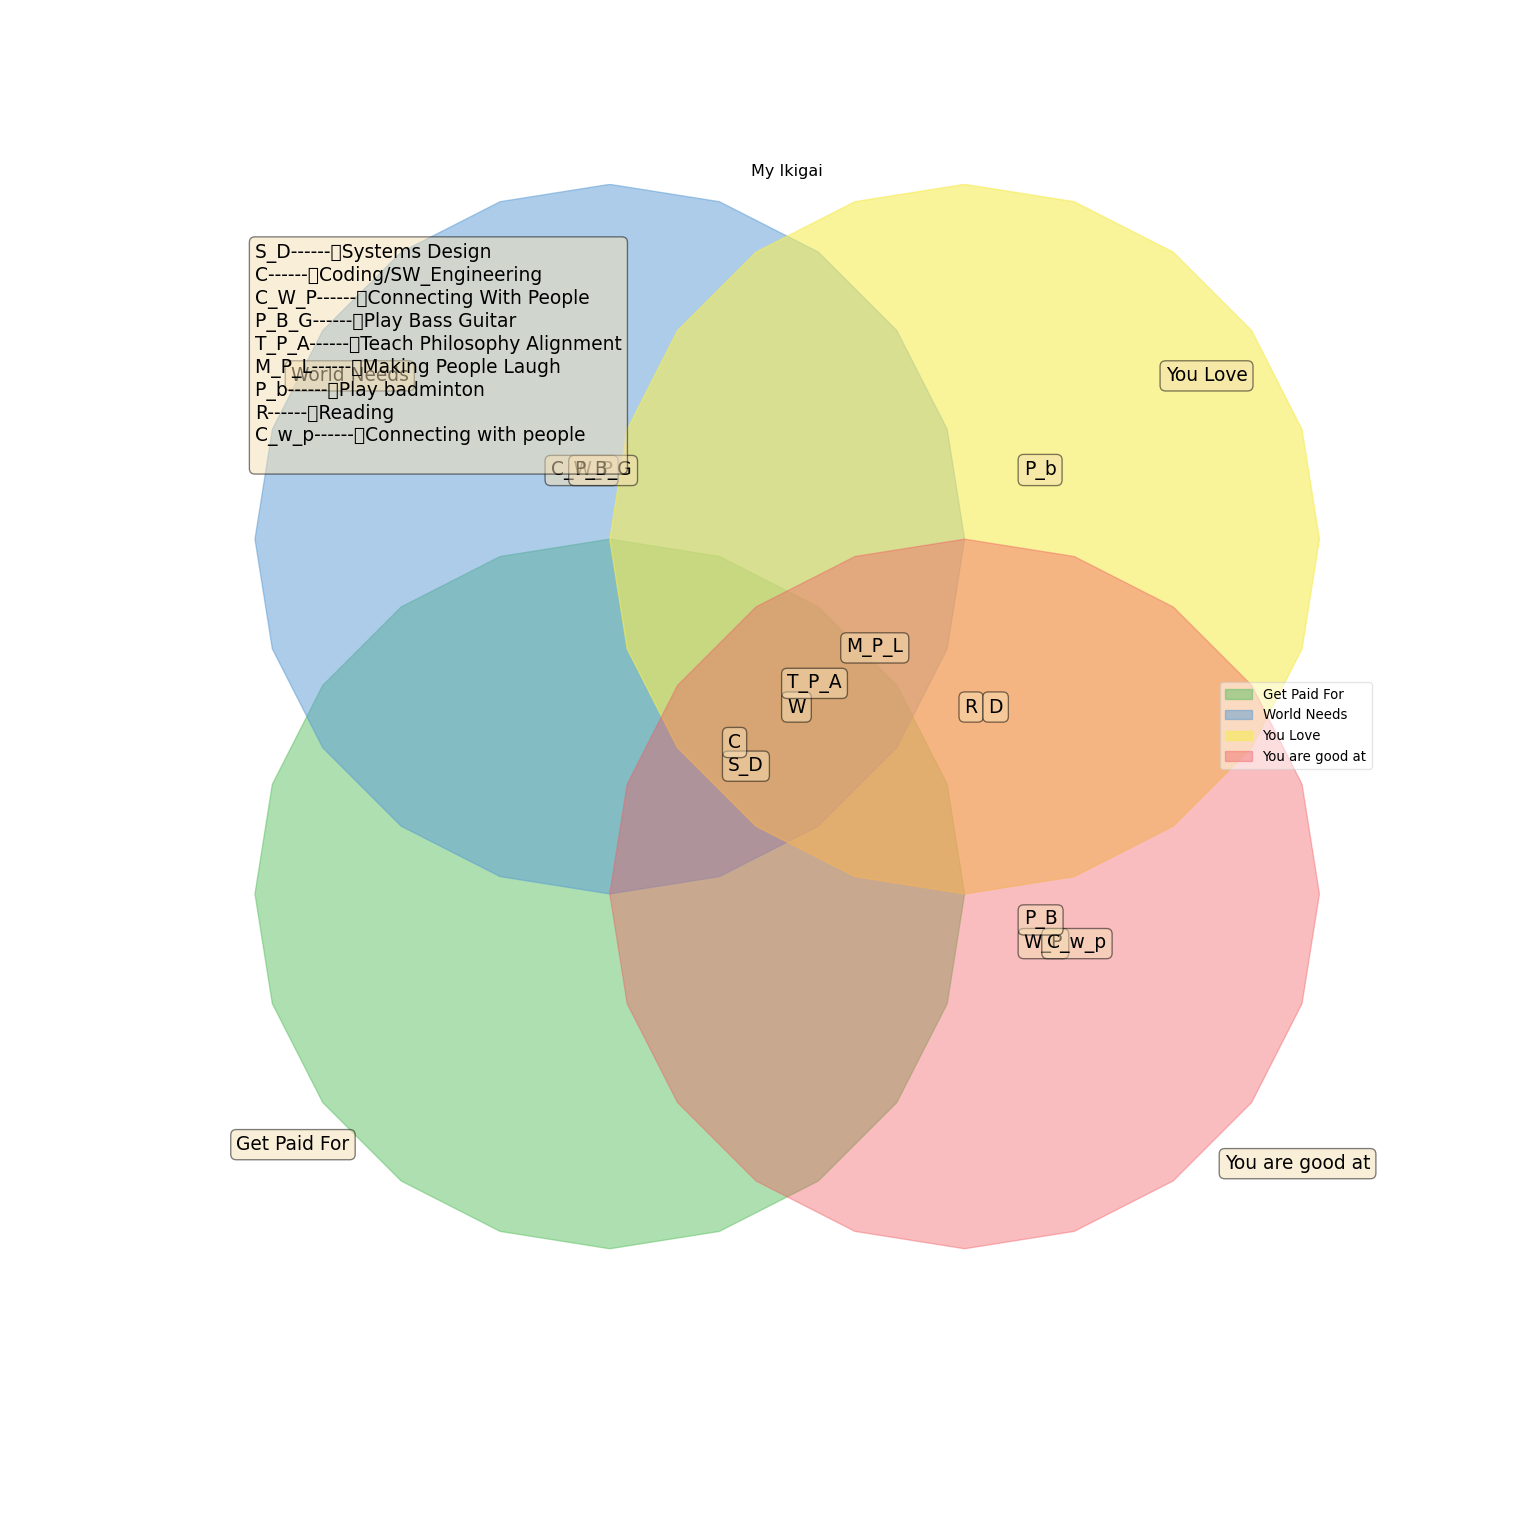 My Ikigai
S_D------▯Systems Design
C------▯Coding/SW_Engineering
C_W_P------▯Connecting With People
P_B_G------▯Play Bass Guitar
T_P_A------▯Teach Philosophy Alignment
M_P_L------▯Making People Laugh
P_b------▯Play badminton
R------▯Reading
C_w_p------▯Connecting with people
World Needs
You Love
C_W_P
P_B_G
P_b
M_P_L
T_P_A
W
R
D
C
S_D
Get Paid For
World Needs
You Love
You are good at
P_B
W_P
C_w_p
Get Paid For
You are good at